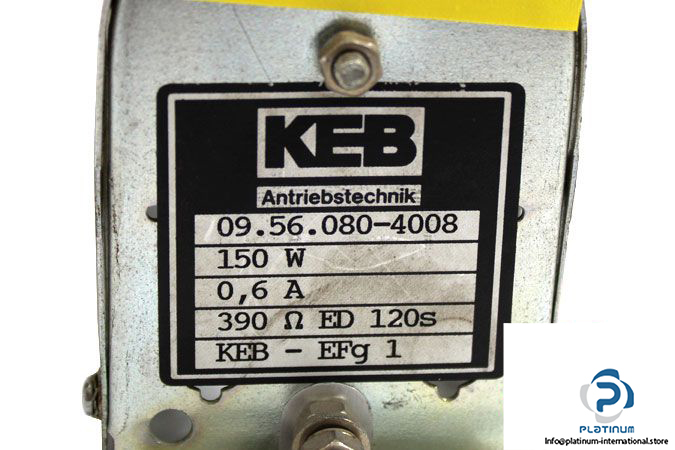 KEB
Antriebstechnik
09.56.080-4008
150 W
0,6 A
390 Ω ED 120s
KEB - EFg 1
PLATINUM
Info@platinum-international.store